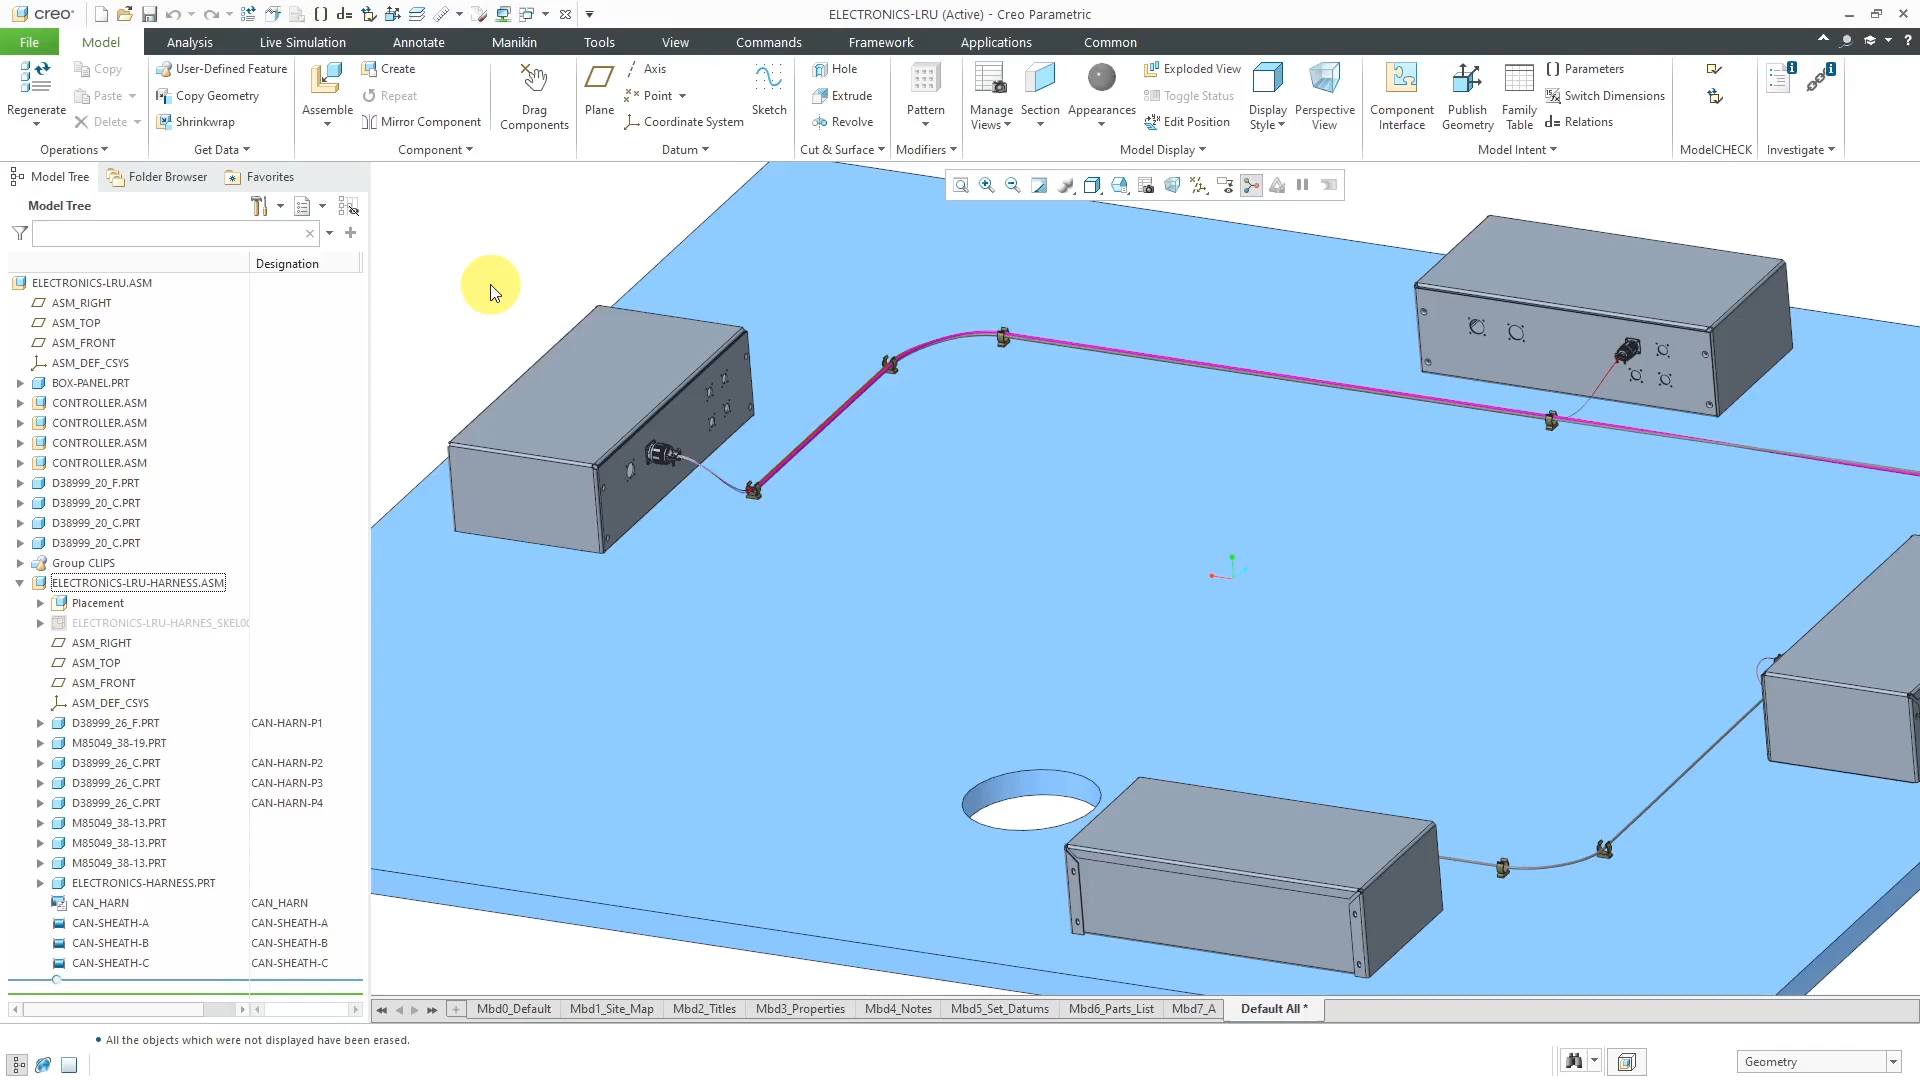 creo
d=
ELECTRONICS-LRU (Active) - Creo Parametric
File
Model
Analysis
Live Simulation
Annotate
Manikin
Tools
View
Commands
Framework
Applications
Common
Regenerate
Copy
Paste
Delete
Operations
User-Defined Feature
Copy Geometry
Shrinkwrap
Get Data
Assemble
Create
Repeat
Mirror Component
Component
Drag Components
Plane
Axis
Point
Coordinate System
Sketch
Datum
Hole
Extrude
Revolve
Cut & Surface
Pattern
Modifiers
Manage Views
Section
Appearances
Exploded View
Toggle Status
Edit Position
Display Style
Perspective View
Model Display
Component Interface
Publish Geometry
Family Table
Parameters
Switch Dimensions
d= Relations
Model Intent
ModelCHECK
Investigate
Model Tree
Folder Browser
Favorites
Model Tree
Designation
ELECTRONICS-LRU.ASM
ASM_RIGHT
ASM_TOP
ASM_FRONT
ASM_DEF_CSYS
BOX-PANEL.PRT
CONTROLLER.ASM
CONTROLLER.ASM
CONTROLLER.ASM
CONTROLLER.ASM
D38999_20_F.PRT
D38999_20_C.PRT
D38999_20_C.PRT
D38999_20_C.PRT
Group CLIPS
ELECTRONICS-LRU-HARNESS.ASM
Placement
ELECTRONICS-LRU-HARNES_SKEL00
ASM_RIGHT
ASM_TOP
ASM_FRONT
ASM_DEF_CSYS
D38999_26_F.PRT CAN-HARN-P1
M85049_38-19.PRT
D38999_26_C.PRT CAN-HARN-P2
D38999_26_C.PRT CAN-HARN-P3
D38999_26_C.PRT CAN-HARN-P4
M85049_38-13.PRT
M85049_38-13.PRT
M85049_38-13.PRT
ELECTRONICS-HARNESS.PRT
CAN_HARN CAN_HARN
CAN-SHEATH-A CAN-SHEATH-A
CAN-SHEATH-B CAN-SHEATH-B
CAN-SHEATH-C CAN-SHEATH-C
Mbd0_Default
Mbd1_Site_Map
Mbd2_Titles
Mbd3_Properties
Mbd4_Notes
Mbd5_Set_Datums
Mbd6_Parts_List
Mbd7_A
Default All *
All the objects which were not displayed have been erased.
Geometry